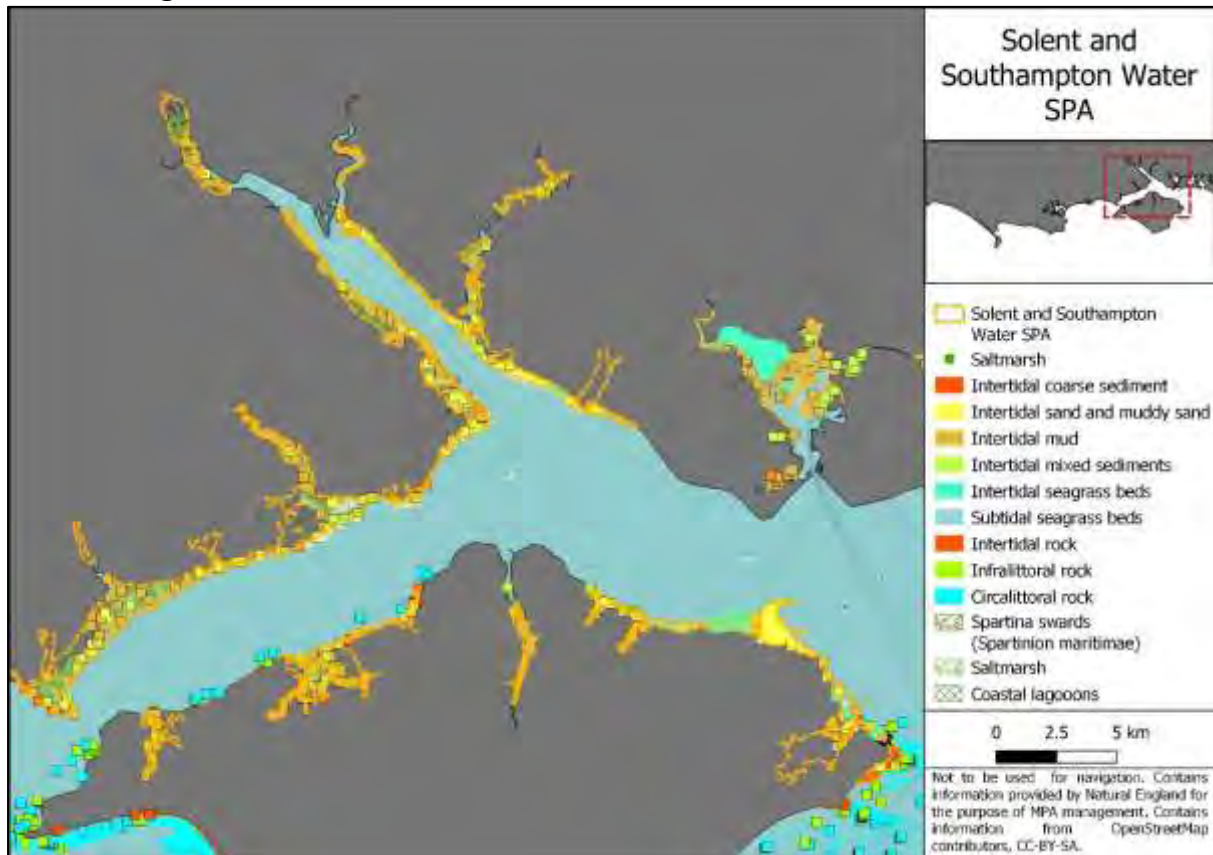 Solent and
Southampton Water
SPA
Solent and Southampton
Water SPA
Saltmarsh
Intertidal coarse sediment
Intertidal sand and muddy sand
Intertidal mud
Intertidal mixed sediments
Intertidal seagrass beds
Subtidal seagrass beds
Intertidal rock
Infralittoral rock
Circalittoral rock
Spartina swards
(Spartinion maritimae)
Saltmarsh
Coastal lagooons
0 2.5 5 km
Not to be used for navigation. Contains
information provided by Natural England for
the purpose of MPA management. Contains
information from OpenStreetMap
contributors, CC-BY-SA.